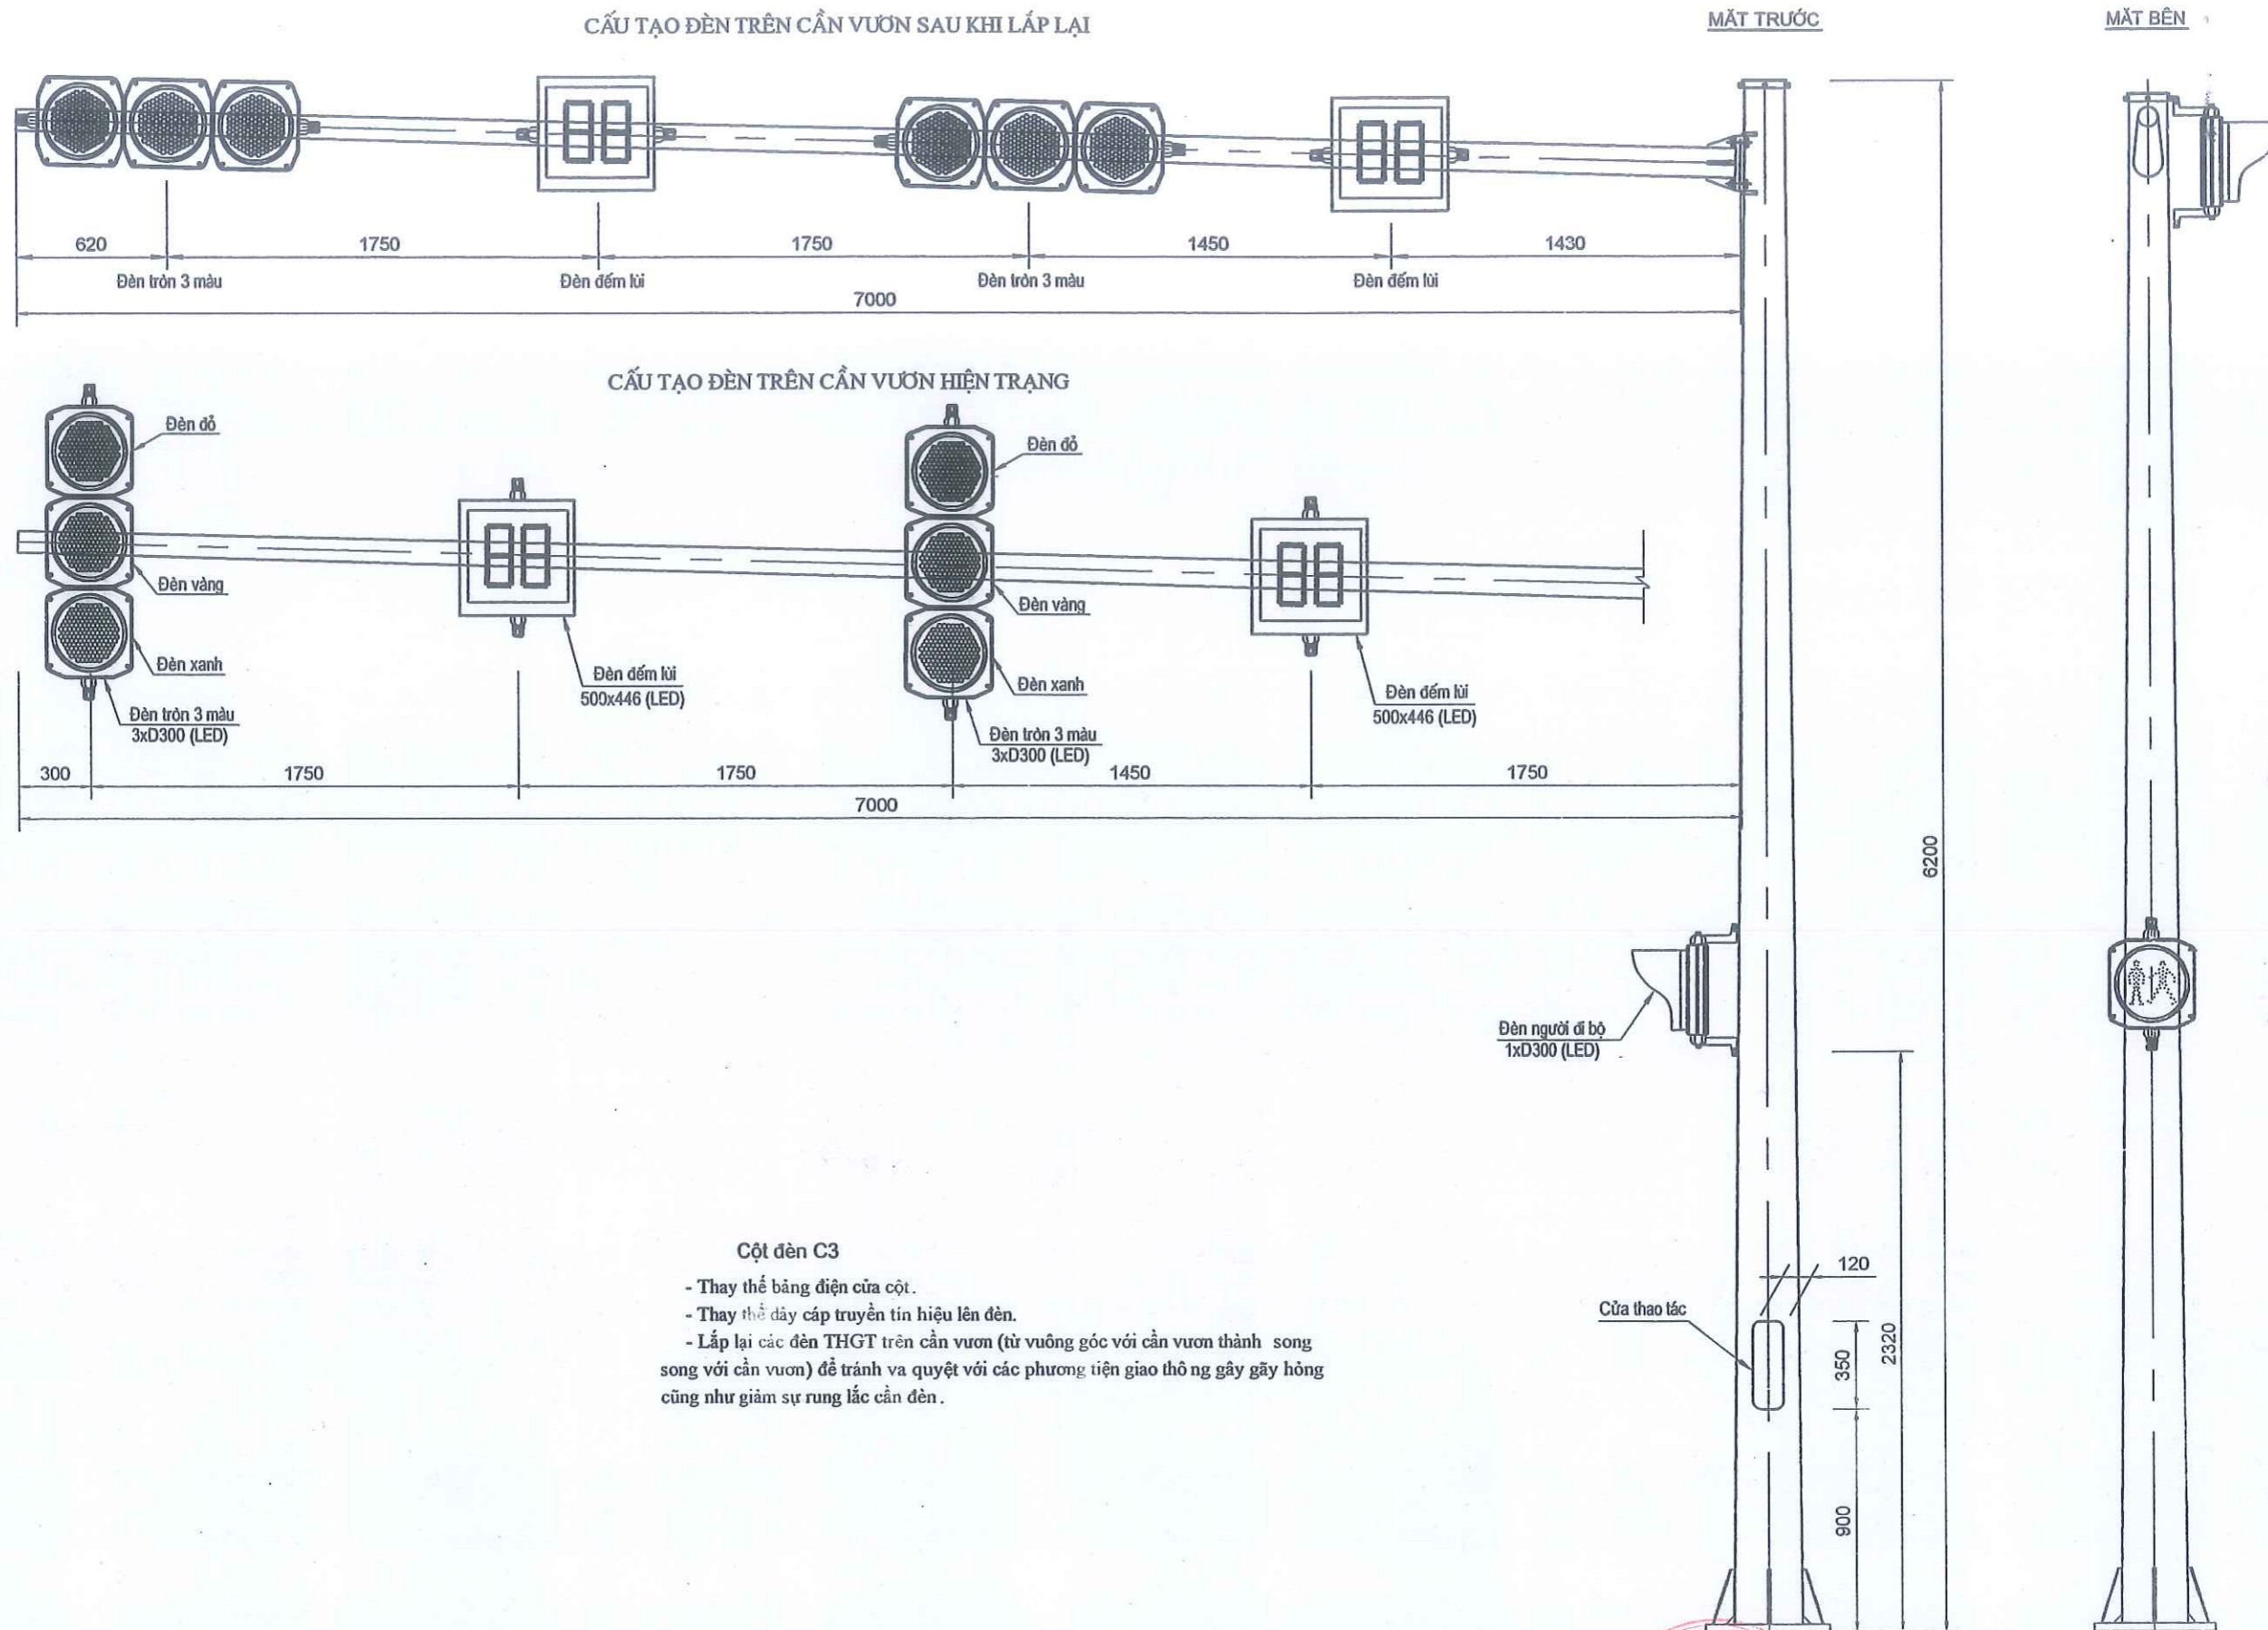 CẤU TẠO ĐÈN TRÊN CẦN VƯƠN SAU KHI LẮP LẠI
MẶT TRƯỚC
MẶT BÊN
620
1750
1750
1450
1430
Đèn tròn 3 màu
Đèn đếm lùi
Đèn tròn 3 màu
Đèn đếm lùi
7000
CẤU TẠO ĐÈN TRÊN CẦN VƯƠN HIỆN TRẠNG
Đèn đỏ
Đèn đỏ
Đèn vàng
Đèn vàng
Đèn xanh
Đèn xanh
Đèn đếm lùi
500x446 (LED)
Đèn đếm lùi
500x446 (LED)
Đèn tròn 3 màu
3xD300 (LED)
Đèn tròn 3 màu
3xD300 (LED)
300
1750
1750
1450
1750
7000
6200
Đèn người đi bộ
1xD300 (LED)
Cột đèn C3
- Thay thế bảng điện cửa cột.
- Thay thế dây cáp truyền tín hiệu lên đèn.
- Lắp lại các đèn THGT trên cần vươn (từ vuông góc với cần vươn thành song
song với cần vươn) để tránh va quyệt với các phương tiện giao thông gây gãy hỏng
cũng như giảm sự rung lắc cần đèn.
120
Cửa thao tác
350
2320
900